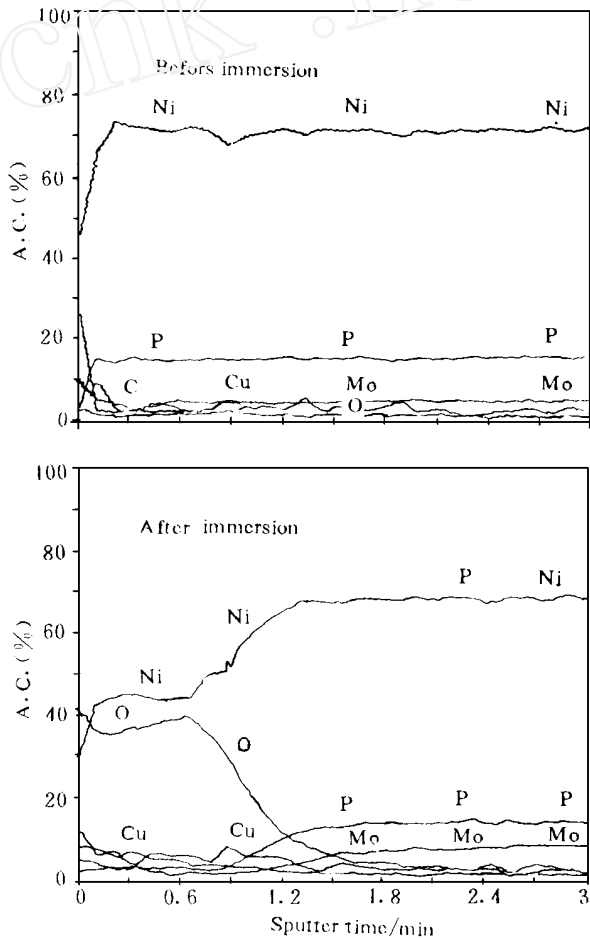 cnk
100
Befors immersion
Ni Ni Ni
80
60
A.C.(%)
40
20
P P P
C Cu Mo Mo
O
0
100
After immersion
80
P Ni
Ni
60
A.C.(%)
Ni
40
O
O
20
P P P
Cu Cu Mo Mo Mo
0
0 0.6 1.2 1.8 2.4 3
Sputter time/min